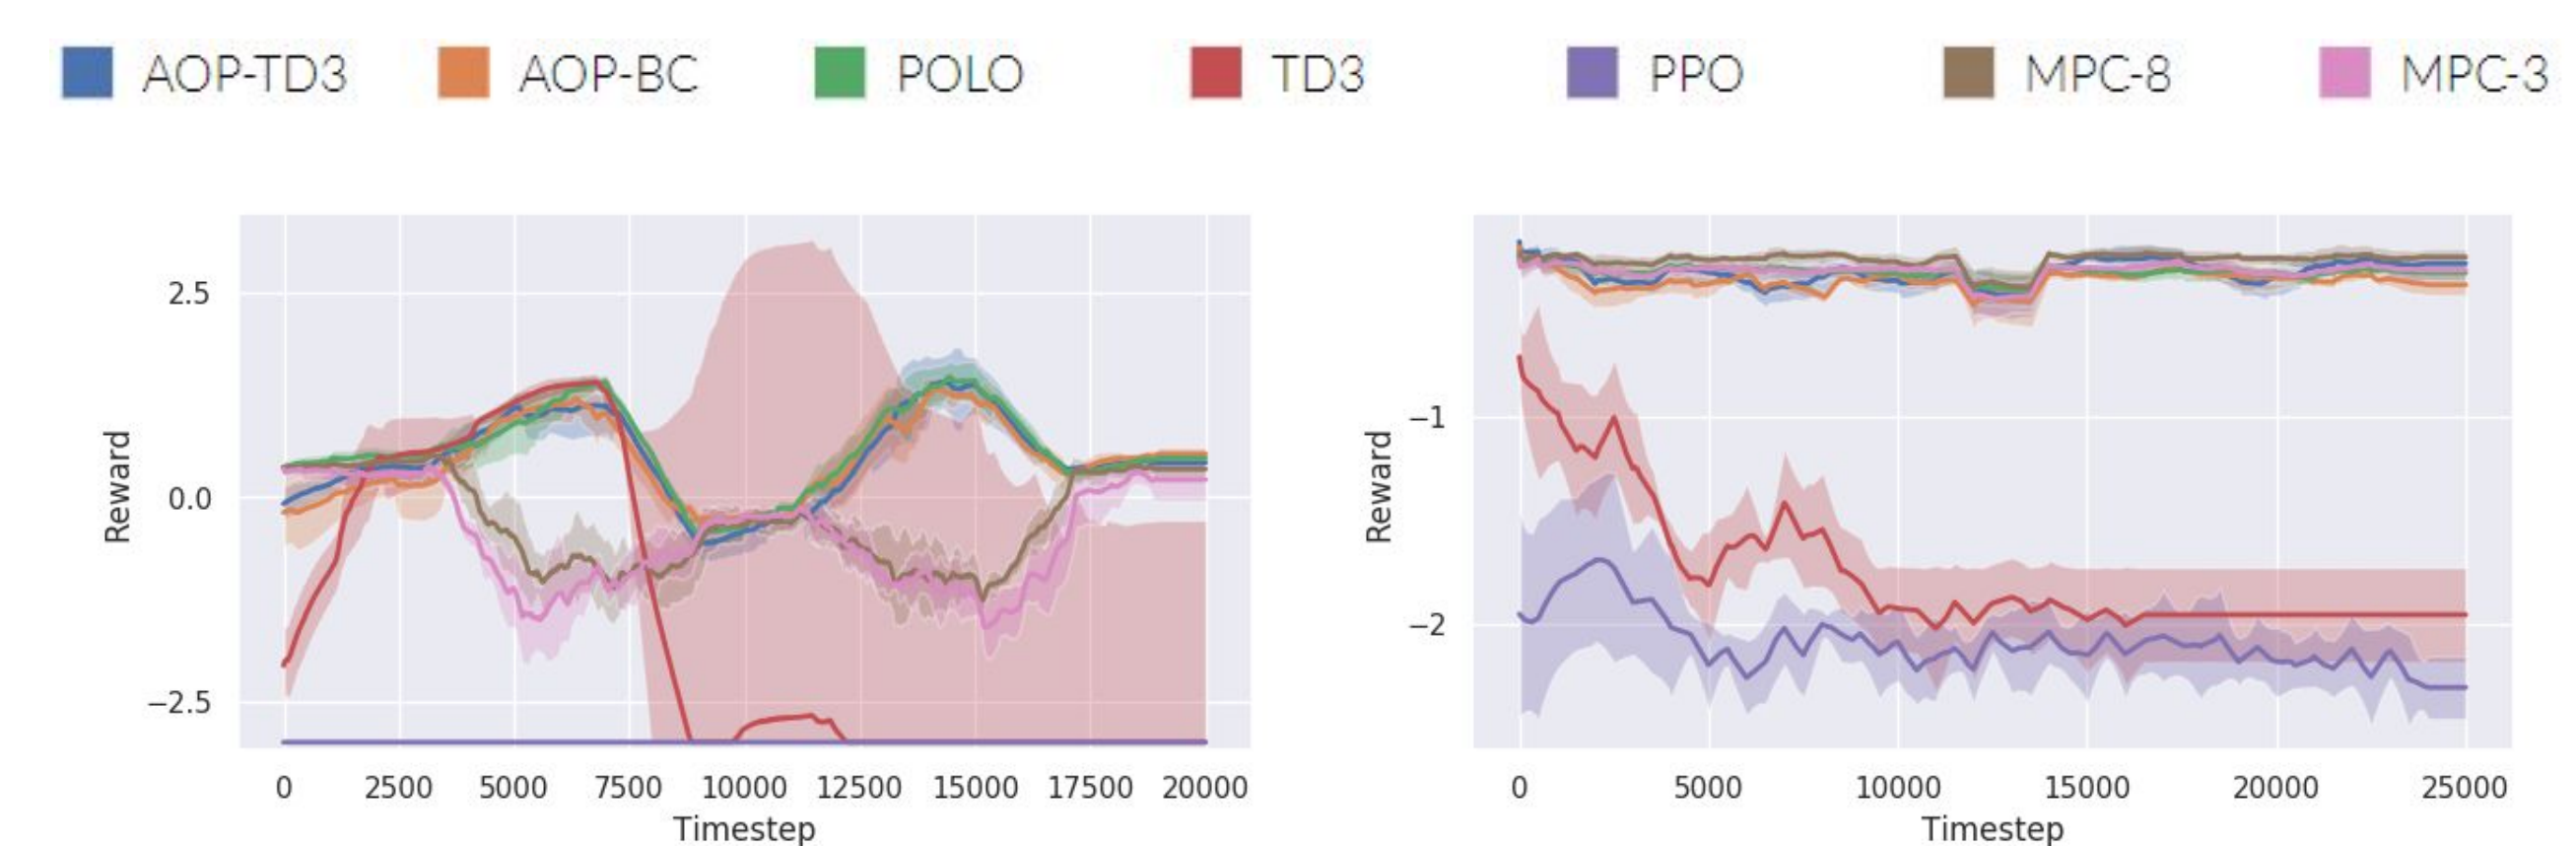 AOP-TD3 AOP-BC POLO TD3 PPO MPC-8 MPC-3
Reward
2.5
0.0
−2.5
0 2500 5000 7500 10000 12500 15000 17500 20000
Timestep
Reward
−1
−2
0 5000 10000 15000 20000 25000
Timestep